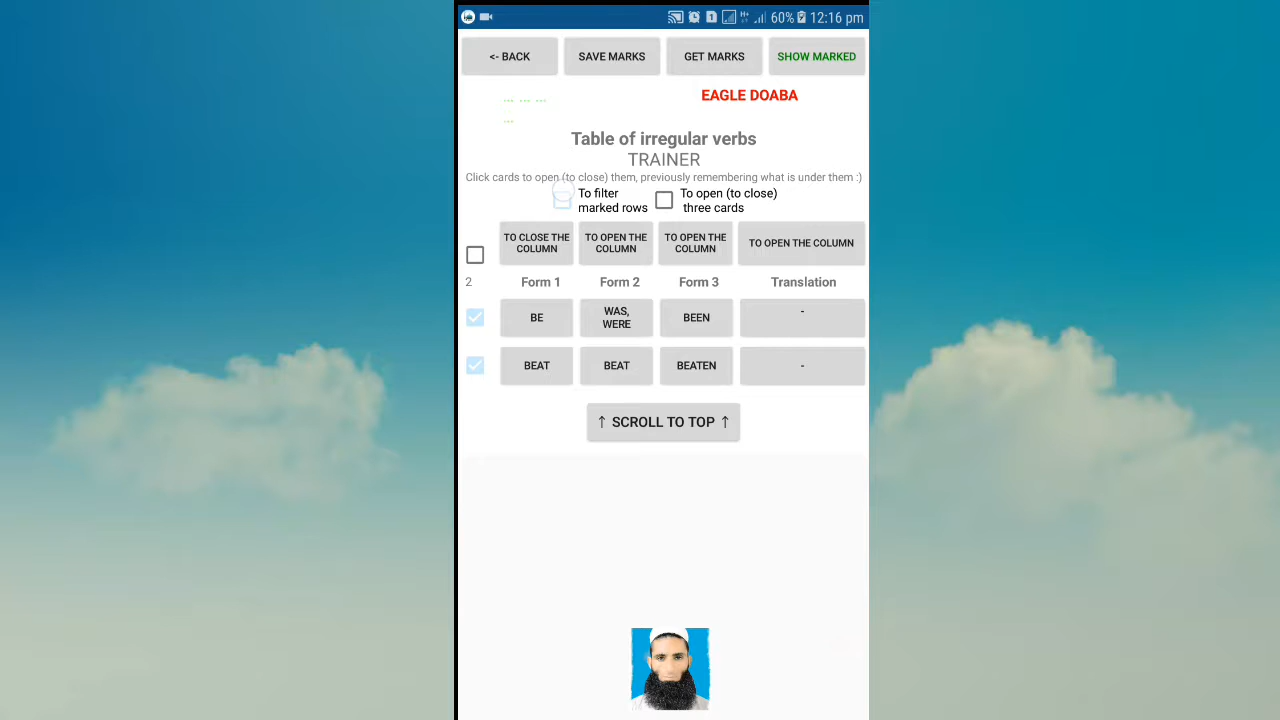 60% 12:16 pm
<- BACK SAVE MARKS GET MARKS SHOW MARKED
EAGLE DOABA
Table of irregular verbs
TRAINER
Click cards to open (to close) them, previously remembering what is under them :)
To filter
marked rows
To open (to close)
three cards
TO CLOSE THE
COLUMN
TO OPEN THE
COLUMN
TO OPEN THE
COLUMN
TO OPEN THE COLUMN
2 Form 1 Form 2 Form 3 Translation
BE
WAS,
WERE
BEEN
-
BEAT BEAT BEATEN -
↑ SCROLL TO TOP ↑